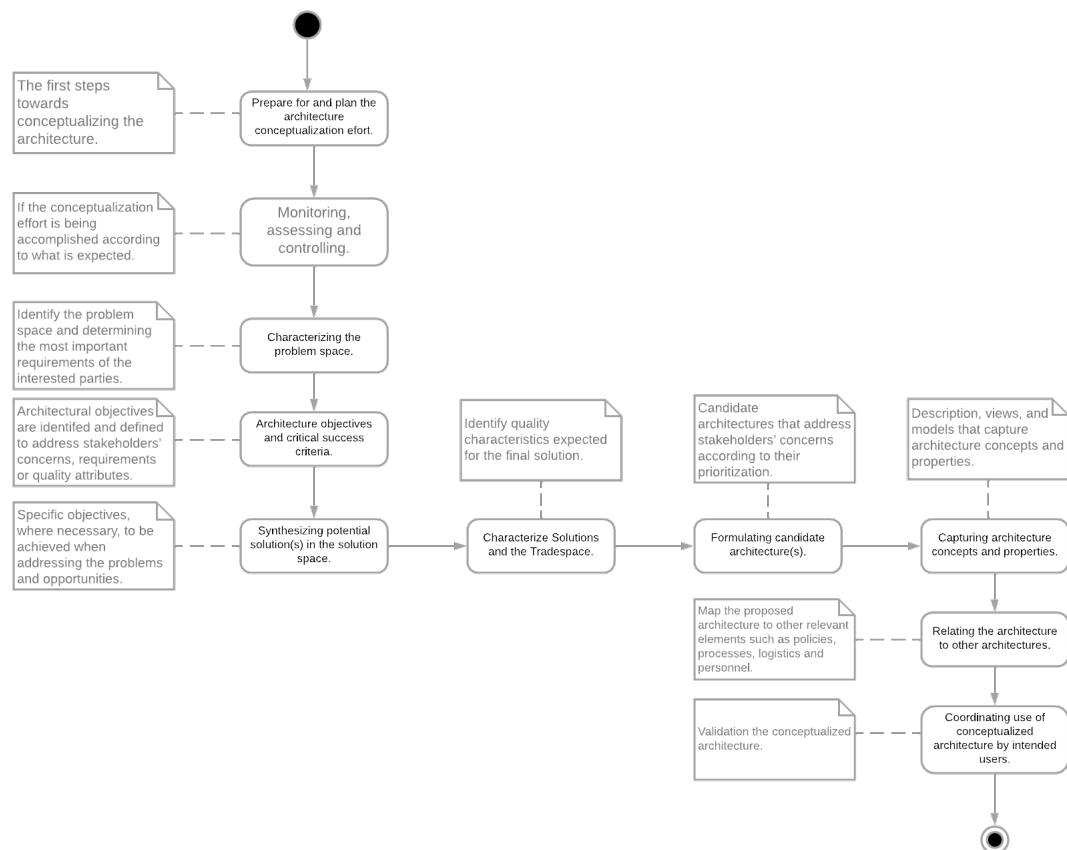 The first steps
towards
conceptualizing the
architecture.
Prepare for and plan the
architecture
conceptualization efort.
If the conceptualization
effort is being
accomplished according
to what is expected.
Monitoring,
assessing and
controlling.
Identify the problem
space and determining
the most important
requirements of the
interested parties.
Characterizing the
problem space.
Architectural objectives
are identifed and defined
to address stakeholders'
concerns, requirements
or quality attributes.
Architecture objectives
and critical success
criteria.
Specific objectives,
where necessary, to be
achieved when
addressing the problems
and opportunities.
Synthesizing potential
solution(s) in the solution
space.
Identify quality
characteristics expected
for the final solution.
Characterize Solutions
and the Tradespace.
Candidate
architectures that address
stakeholders' concerns
according to their
prioritization.
Formulating candidate
architecture(s).
Description, views, and
models that capture
architecture concepts and
properties.
Capturing architecture
concepts and properties.
Map the proposed
architecture to other relevant
elements such as policies,
processes, logistics and
personnel.
Relating the architecture
to other architectures.
Validation the conceptualized
architecture.
Coordinating use of
conceptualized
architecture by intended
users.